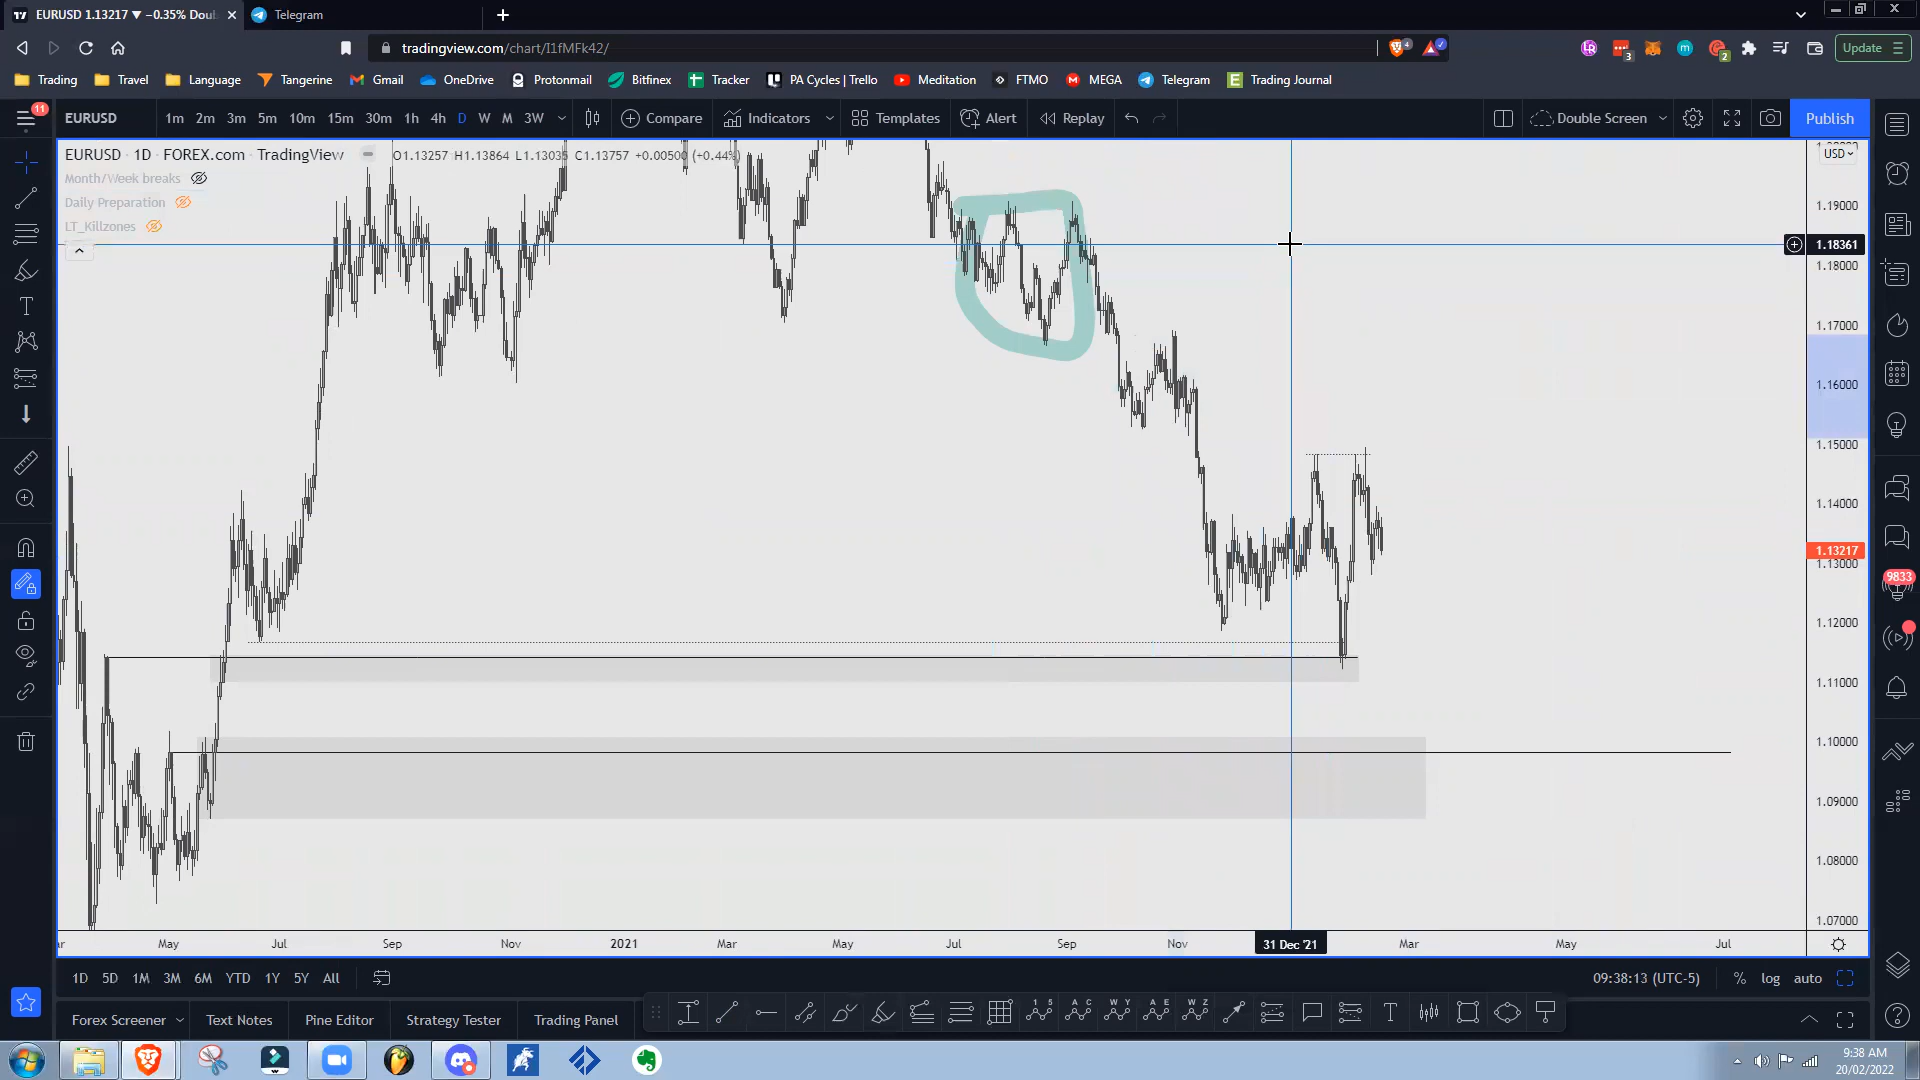 EURUSD 1.13217 ▼ −0.35% Doul
Telegram
tradingview.com/chart/I1fMFk42/
4
3
2
Update
Trading
Travel
Language
Tangerine
Gmail
OneDrive
Protonmail
Bitfinex
Tracker
PA Cycles | Trello
Meditation
FTMO
MEGA
Telegram
Trading Journal
11
EURUSD
1m 2m 3m 5m 10m 15m 30m 1h 4h D W M 3W
Compare
Indicators
Templates
Alert
Replay
Double Screen
Publish
EURUSD · 1D · FOREX.com · TradingView
O1.13257 H1.13864 L1.13035 C1.13757 +0.00500 (+0.44%)
USD
Month/Week breaks
Daily Preparation
LT_Killzones
1.19000
1.18361
1.18000
1.17000
1.16000
1.15000
1.14000
1.13217
1.13000
1.12000
1.11000
1.10000
1.09000
1.08000
1.07000
9833
May Jul Sep Nov 2021 Mar May Jul Sep Nov 31 Dec '21 Mar May Jul
1D 5D 1M 3M 6M YTD 1Y 5Y All
09:38:13 (UTC-5)
% log auto
Forex Screener
Text Notes
Pine Editor
Strategy Tester
Trading Panel
1 5
A C
W Y
A E
W Z
9:38 AM
20/02/2022